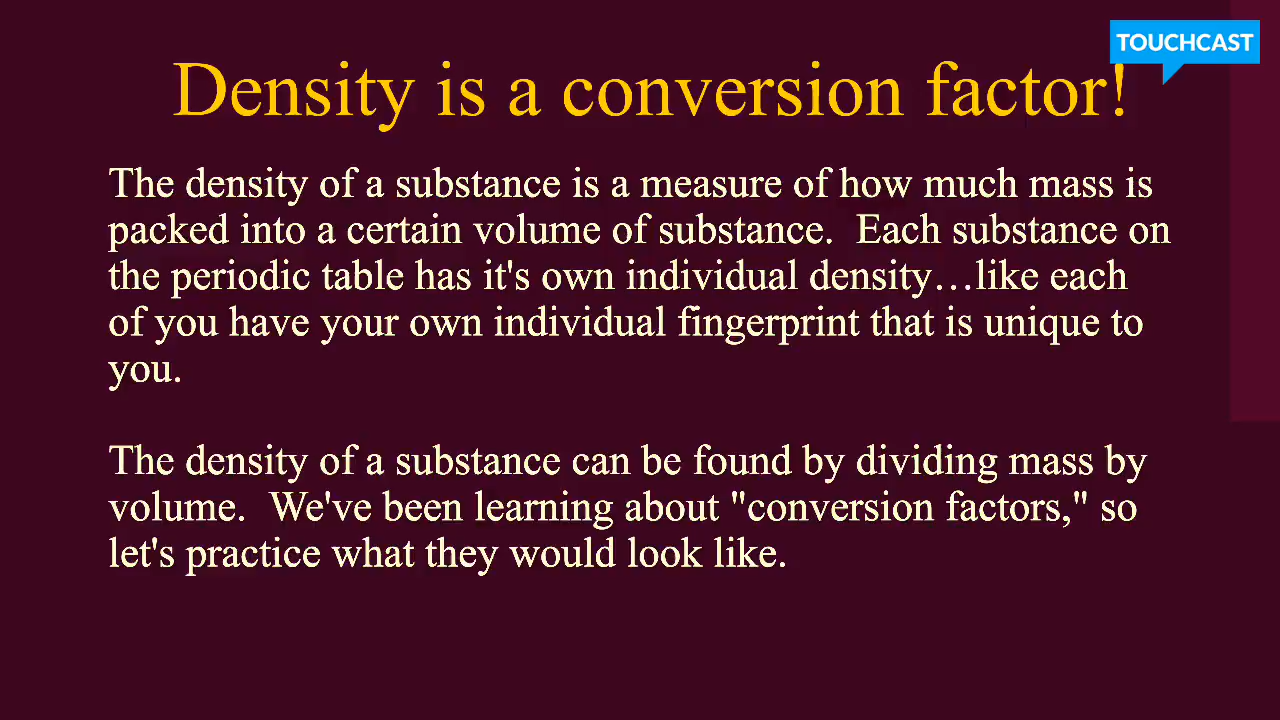 TOUCHCAST
Density is a conversion factor!
The density of a substance is a measure of how much mass is
packed into a certain volume of substance.  Each substance on
the periodic table has it's own individual density…like each
of you have your own individual fingerprint that is unique to
you.
The density of a substance can be found by dividing mass by
volume.  We've been learning about "conversion factors," so
let's practice what they would look like.